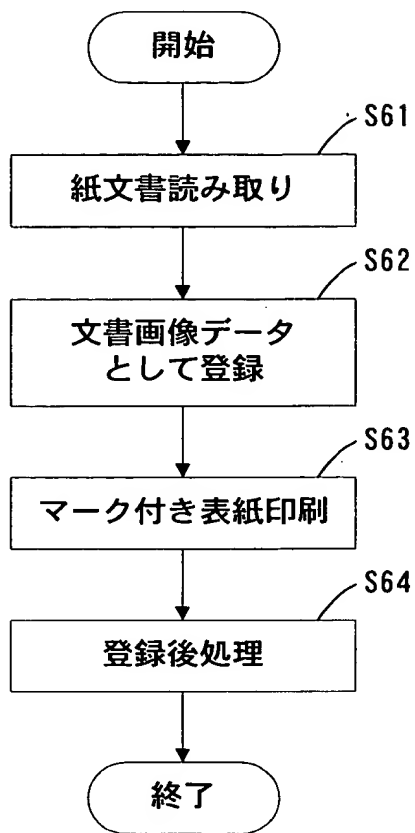 開始
S61
紙文書読み取り
S62
文書画像データ
として登録
S63
マーク付き表紙印刷
S64
登録後処理
終了